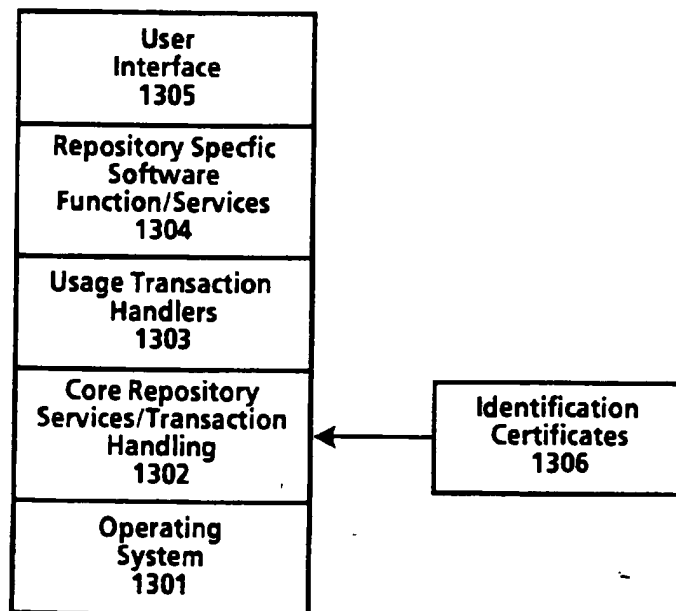 User
Interface
1305
Repository Specfic
Software
Function/Services
1304
Usage Transaction
Handlers
1303
Core Repository
Services/Transaction
Handling
1302
Operating
System
1301
Identification
Certificates
1306